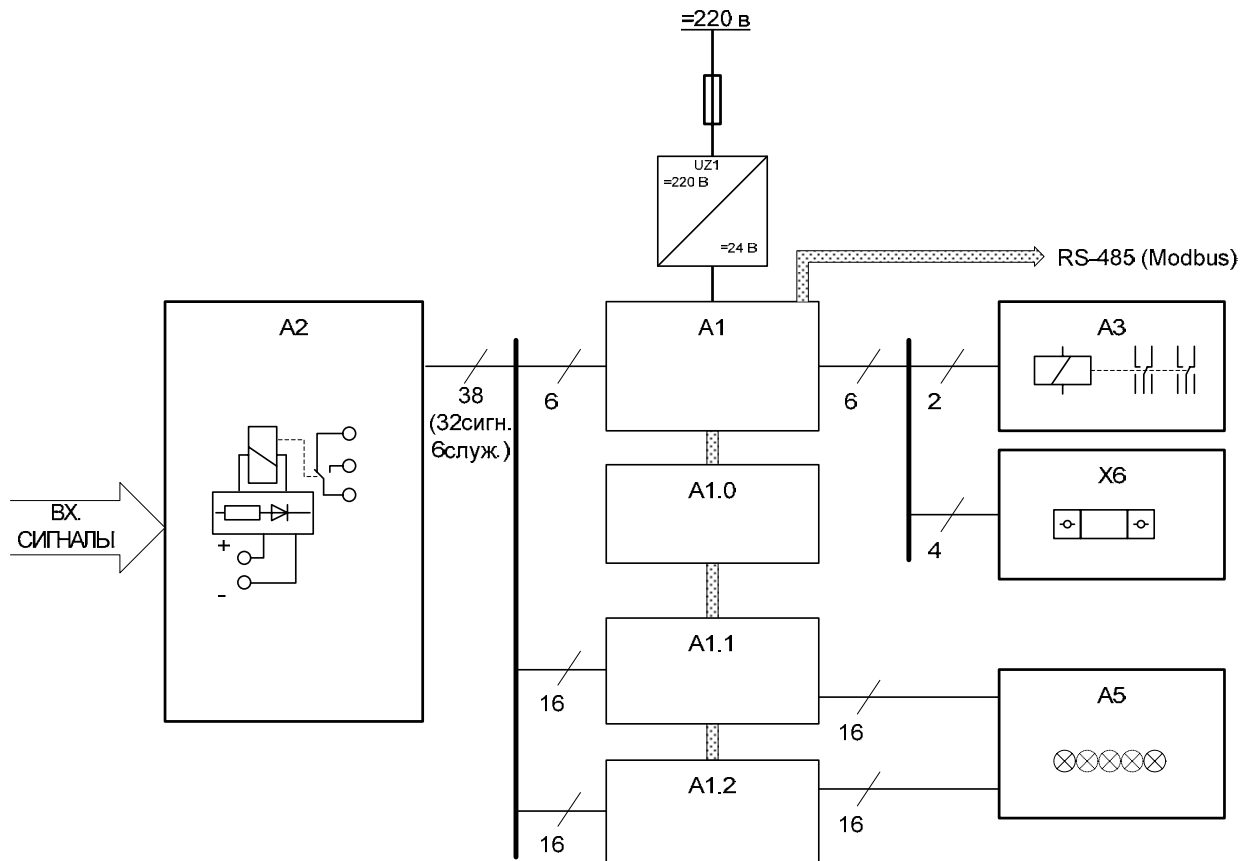 =220 в
UZ1
=220 В
=24 В
RS-485 (Modbus)
A2
A1
A3
38
(32сигн.
6служ.)
6
6
2
A1.0
X6
ВХ.
СИГНАЛЫ
+
-
4
A1.1
A5
16
16
A1.2
16
16